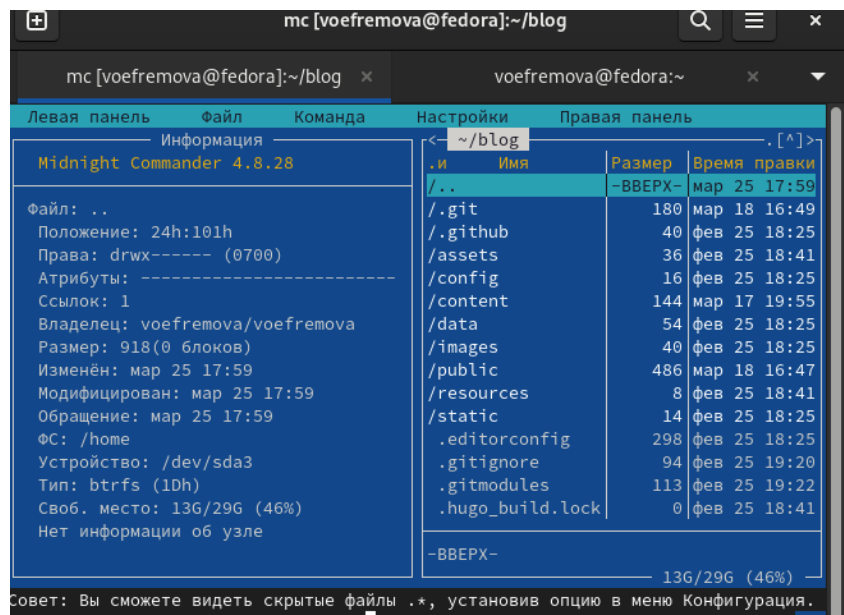 mc [voefremova@fedora]:~/blog
mc [voefremova@fedora]:~/blog × voefremova@fedora:~ ×
Левая панель Файл Команда Настройки Правая панель
Информация
Midnight Commander 4.8.28
Файл: ..
Положение: 24h:101h
Права: drwx------ (0700)
Атрибуты: ------------------------
Ссылок: 1
Владелец: voefremova/voefremova
Размер: 918(0 блоков)
Изменён: мар 25 17:59
Модифицирован: мар 25 17:59
Обращение: мар 25 17:59
ФС: /home
Устройство: /dev/sda3
Тип: btrfs (1Dh)
Своб. место: 13G/29G (46%)
Нет информации об узле
<─ ~/blog .[^]>
.и Имя Размер Время правки
/.. -ВВЕРХ- мар 25 17:59
/.git 180 мар 18 16:49
/.github 40 фев 25 18:25
/assets 36 фев 25 18:41
/config 16 фев 25 18:25
/content 144 мар 17 19:55
/data 54 фев 25 18:25
/images 40 фев 25 18:25
/public 486 мар 18 16:47
/resources 8 фев 25 18:41
/static 14 фев 25 18:25
.editorconfig 298 фев 25 18:25
.gitignore 94 фев 25 19:20
.gitmodules 113 фев 25 19:22
.hugo_build.lock 0 фев 25 18:41
-ВВЕРХ-
13G/29G (46%)
Совет: Вы сможете видеть скрытые файлы .*, установив опцию в меню Конфигурация.